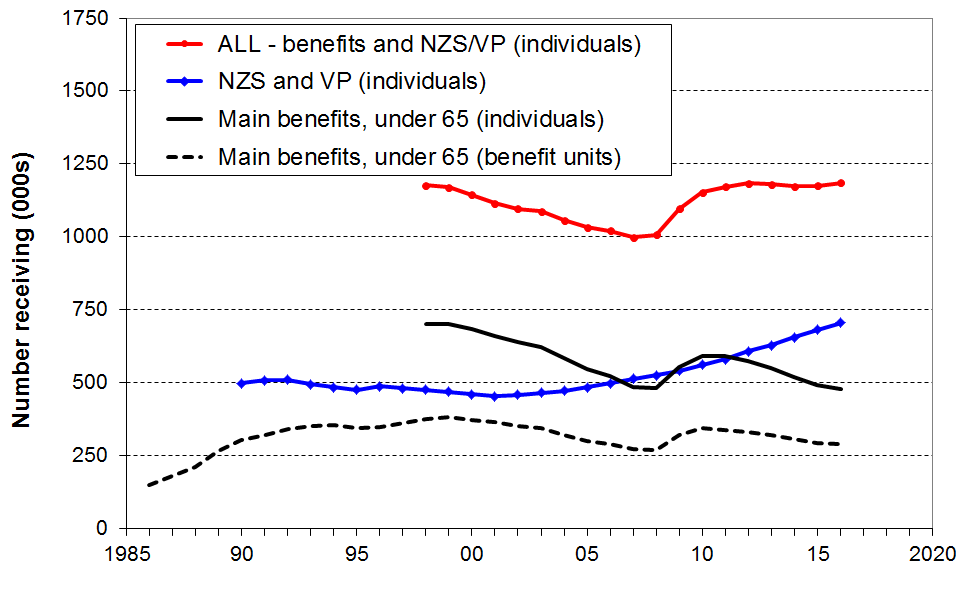 1750
1500
1250
1000
750
500
250
0
Number receiving (000s)
ALL - benefits and NZS/VP (individuals)
NZS and VP (individuals)
Main benefits, under 65 (individuals)
Main benefits, under 65 (benefit units)
1985 90 95 00 05 10 15 2020